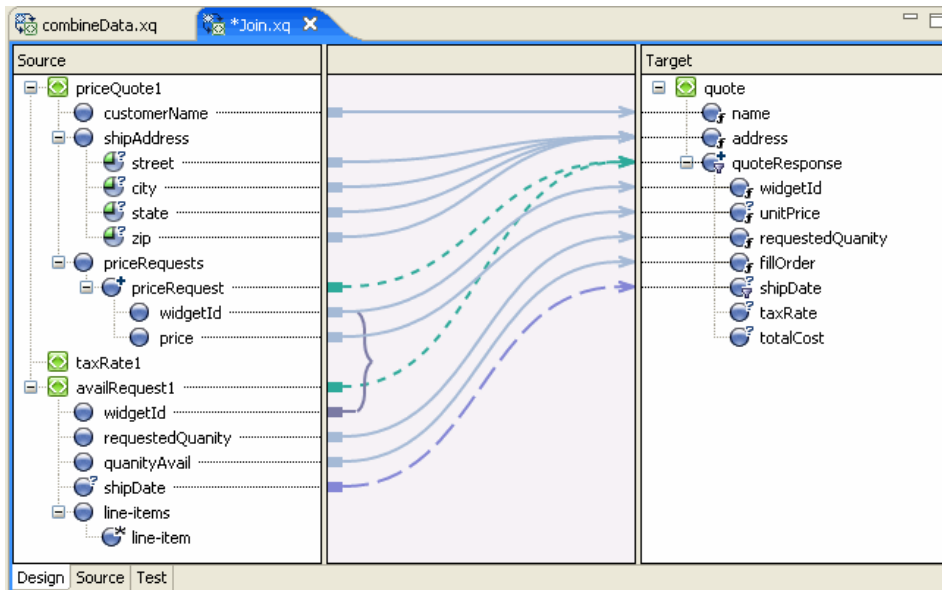 combineData.xq
*Join.xq
Source
Target
priceQuote1
customerName
shipAddress
street
city
state
zip
priceRequests
priceRequest
widgetId
price
taxRate1
availRequest1
widgetId
requestedQuanity
quanityAvail
shipDate
line-items
line-item
quote
name
address
quoteResponse
widgetId
unitPrice
requestedQuanity
fillOrder
shipDate
taxRate
totalCost
Design Source Test